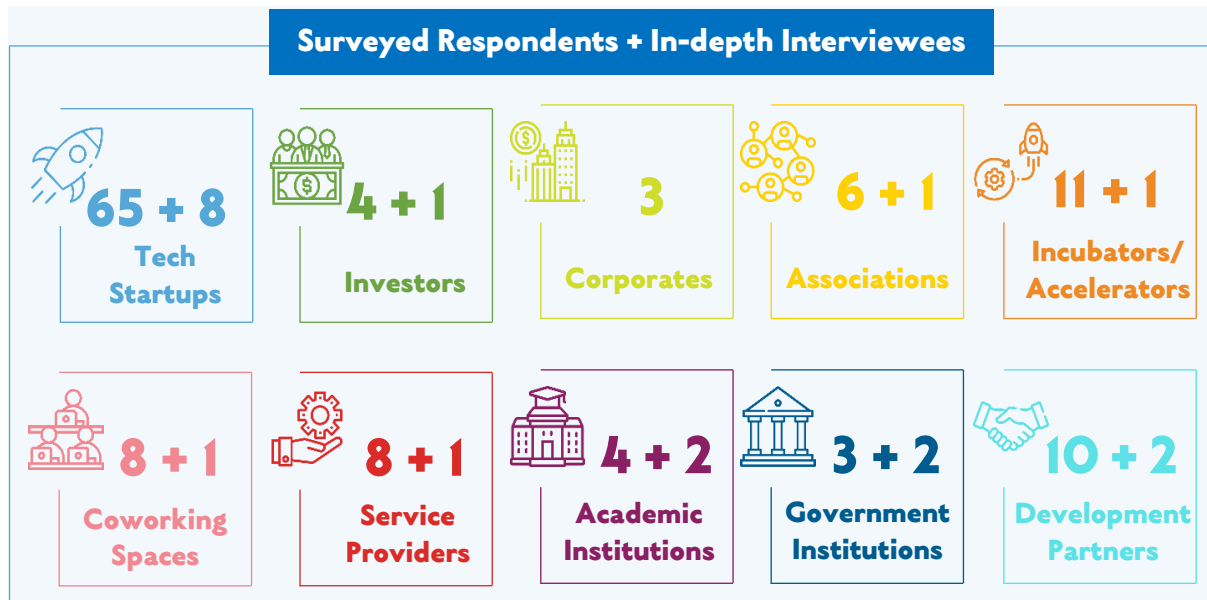 Surveyed Respondents + In-depth Interviewees
65 + 8
Tech
Startups
4 + 1
Investors
3
Corporates
6 + 1
Associations
11 + 1
Incubators/
Accelerators
8 + 1
Coworking
Spaces
8 + 1
Service
Providers
4 + 2
Academic
Institutions
3 + 2
Government
Institutions
10 + 2
Development
Partners